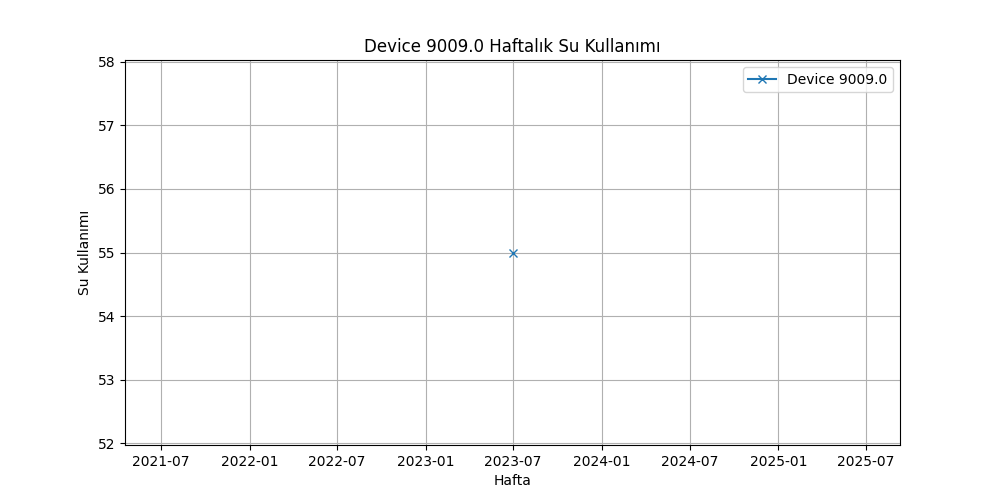 Device 9009.0 Haftalık Su Kullanımı
Device 9009.0
58
57
56
55
54
53
52
Su Kullanımı
2021-07 2022-01 2022-07 2023-01 2023-07 2024-01 2024-07 2025-01 2025-07
Hafta